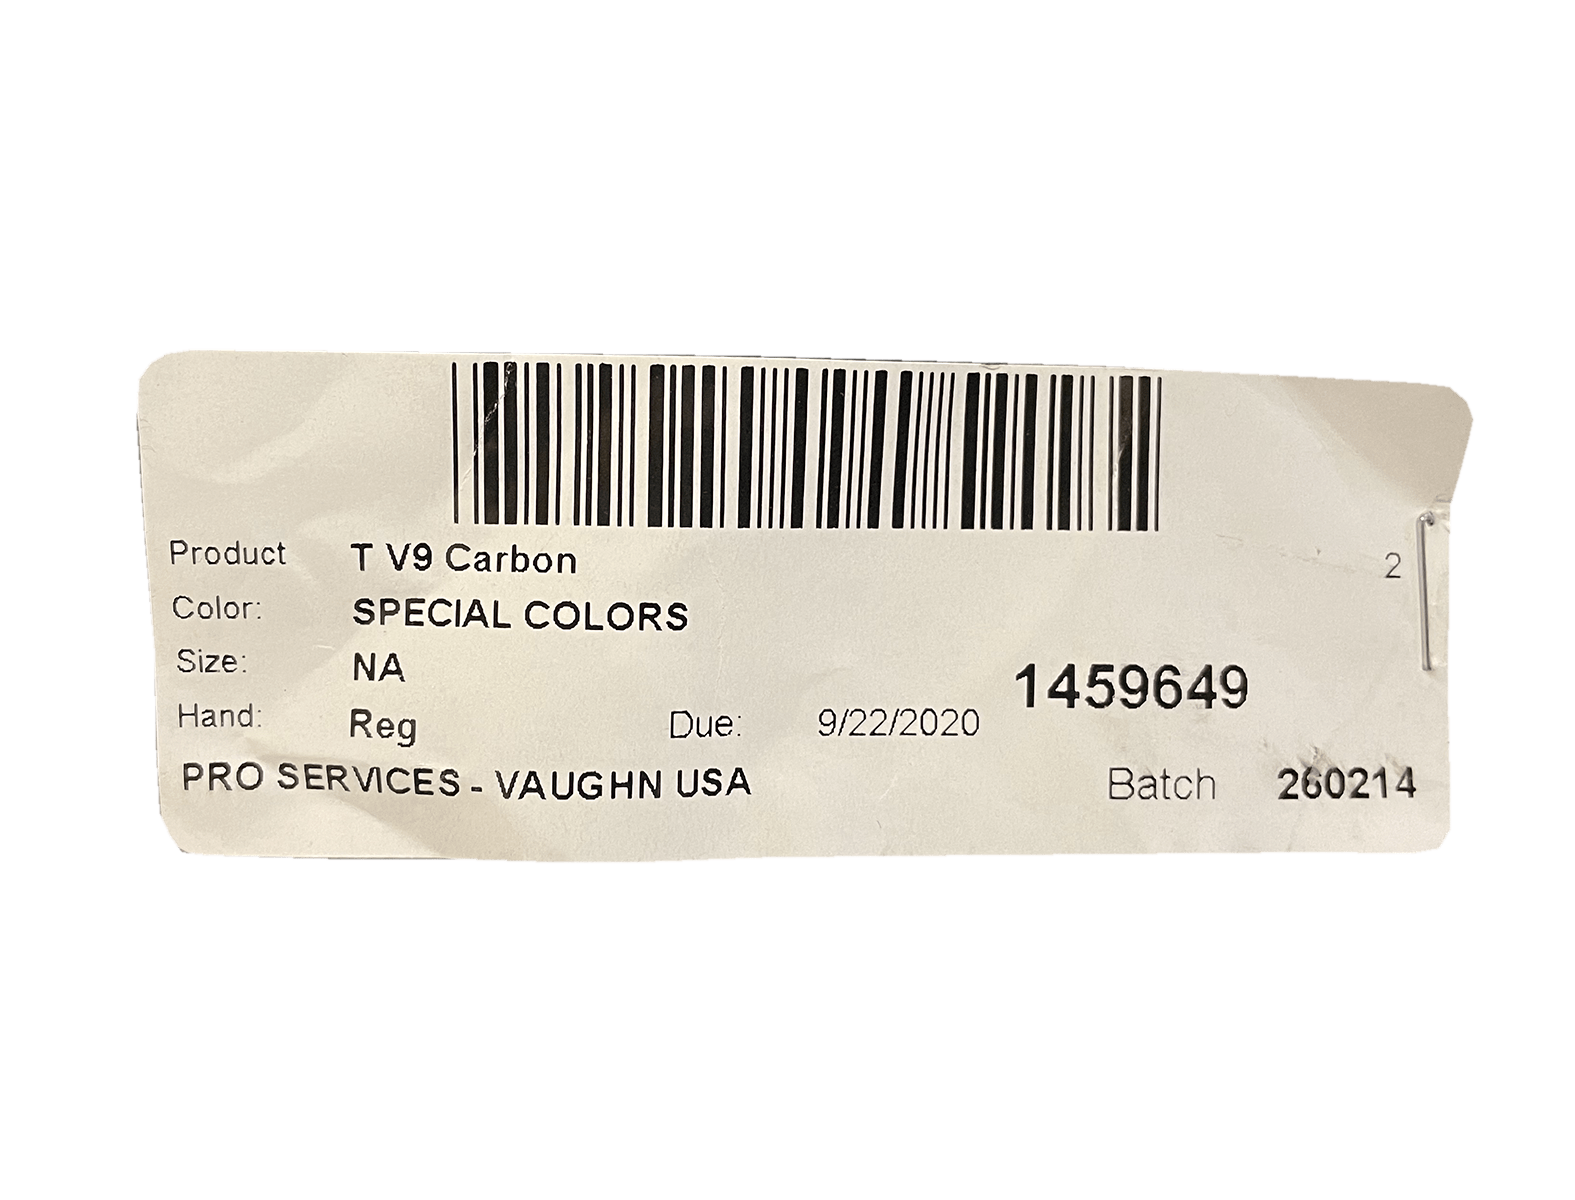 Product T V9 Carbon 2
Color: SPECIAL COLORS
Size: NA
1459649
Hand: Reg Due: 9/22/2020
PRO SERVICES - VAUGHN USA Batch 260214